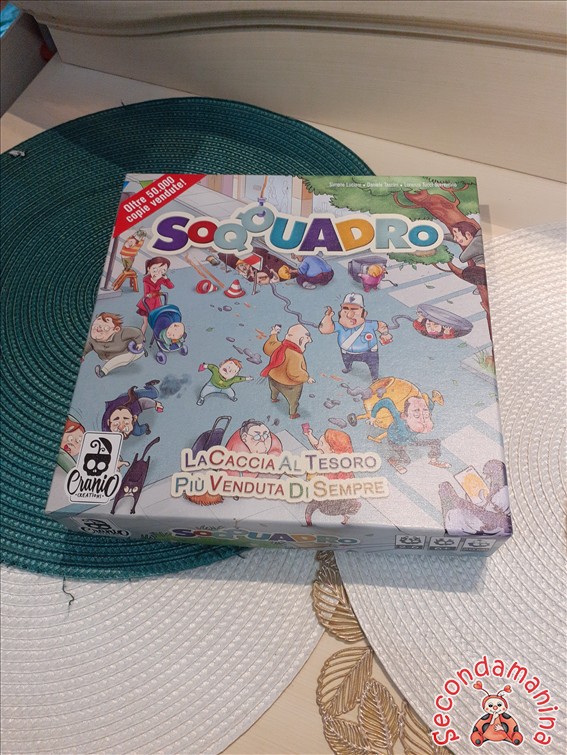 Oltre 50.000
copie vendute!
SOQQUADRO
LA CACCIA AL TESORO
PIÙ VENDUTA DI SEMPRE
Cranio
CREATIONS
SOQQUADRO
Secondamanina